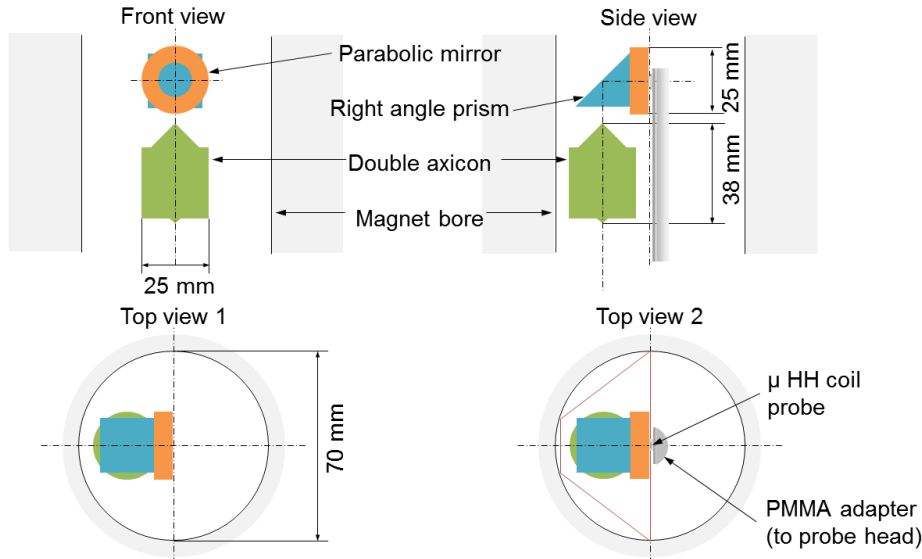 Front view
Side view
Parabolic mirror
Right angle prism
Double axicon
Magnet bore
25 mm
38 mm
25 mm
Top view 1
Top view 2
70 mm
µ HH coil
probe
PMMA adapter
(to probe head)